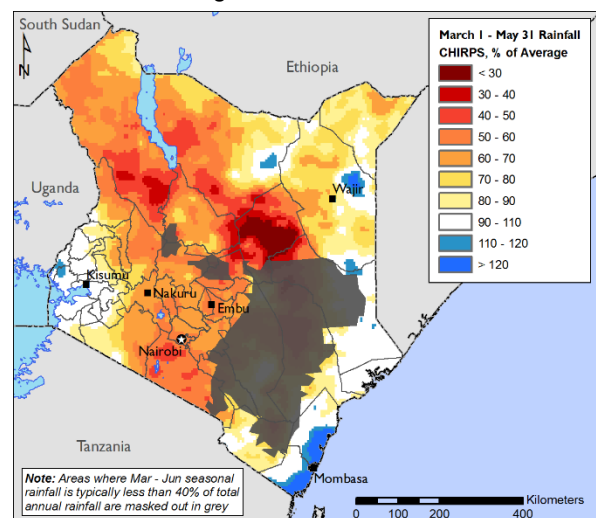 South Sudan
N
Ethiopia
Uganda
Wajir
Kisumu
Nakuru
Embu
Nairobi
Tanzania
Mombasa
March 1 - May 31 Rainfall
CHIRPS, % of Average
< 30
30 - 40
40 - 50
50 - 60
60 - 70
70 - 80
80 - 90
90 - 110
110 - 120
> 120
Note: Areas where Mar - Jun seasonal
rainfall is typically less than 40% of total
annual rainfall are masked out in grey
Kilometers
0 100 200 400